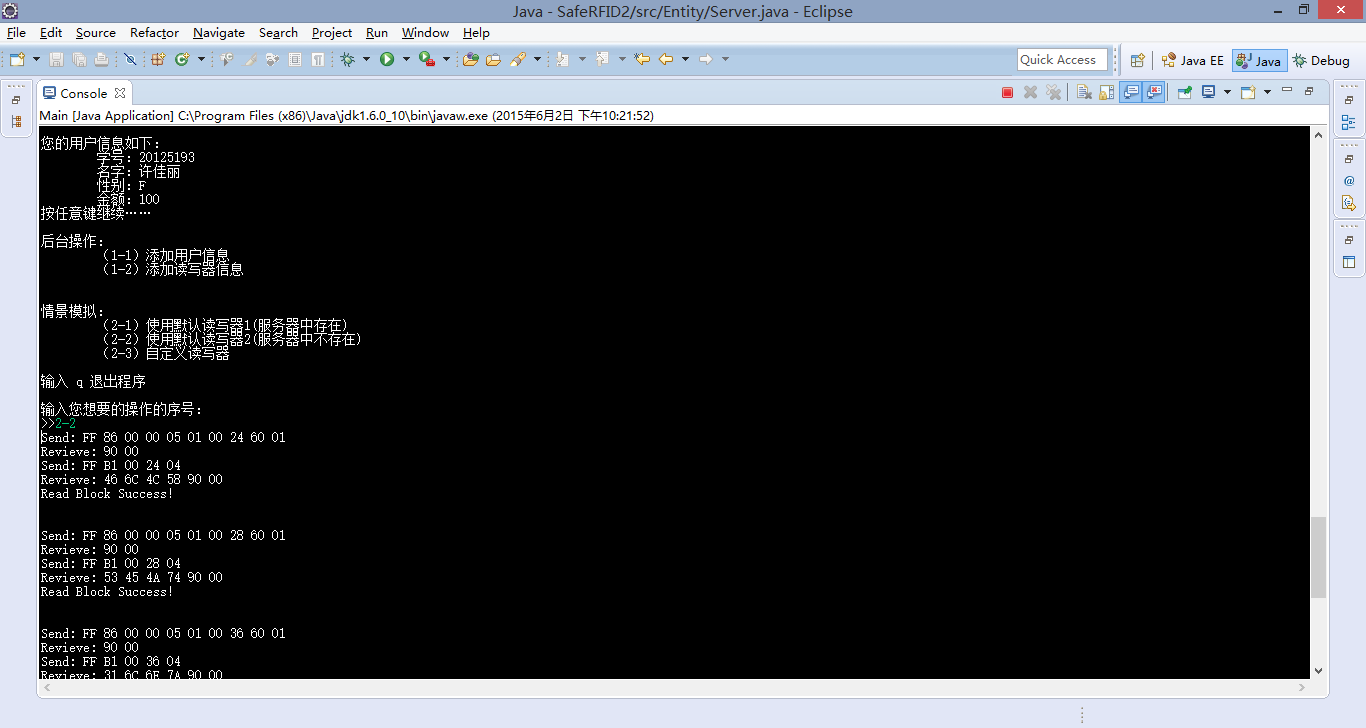 Java - SafeRFID2/src/Entity/Server.java - Eclipse
File Edit Source Refactor Navigate Search Project Run Window Help
Quick Access Java EE Java Debug
Console
Main [Java Application] C:\Program Files (x86)\Java\jdk1.6.0_10\bin\javaw.exe (2015年6月2日 下午10:21:52)
您的用户信息如下：
学号：20125193
名字：许佳丽
性别：F
金额：100
按任意键继续……
后台操作：
（1-1）添加用户信息
（1-2）添加读写器信息
情景模拟：
（2-1）使用默认读写器1(服务器中存在)
（2-2）使用默认读写器2(服务器中不存在)
（2-3）自定义读写器
输入 q 退出程序
输入您想要的操作的序号：
>>2-2
Send: FF 86 00 00 05 01 00 24 60 01
Revieve: 90 00
Send: FF B1 00 24 04
Revieve: 46 6C 4C 58 90 00
Read Block Success!
Send: FF 86 00 00 05 01 00 28 60 01
Revieve: 90 00
Send: FF B1 00 28 04
Revieve: 53 45 4A 74 90 00
Read Block Success!
Send: FF 86 00 00 05 01 00 36 60 01
Revieve: 90 00
Send: FF B1 00 36 04
Revieve: 31 6C 6E 7A 90 00